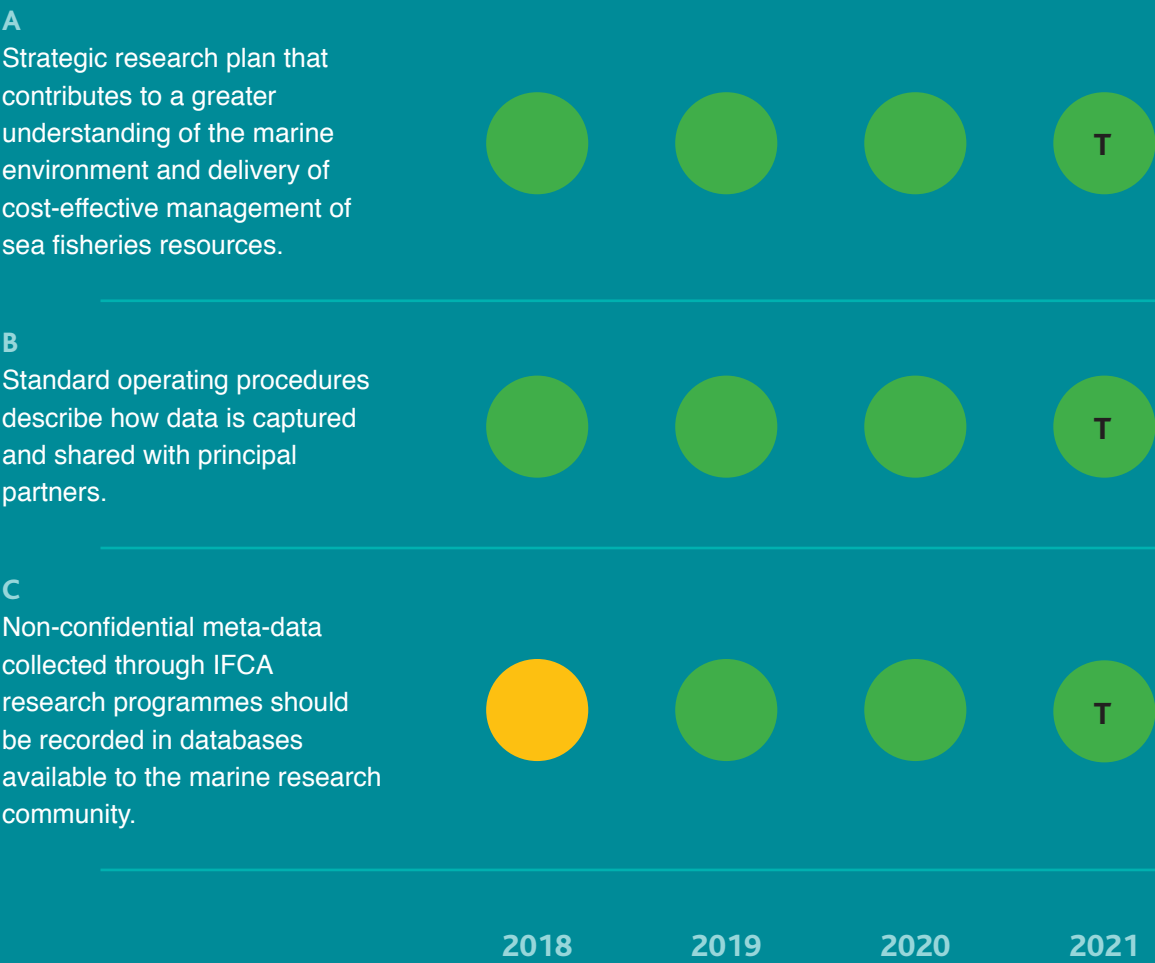 A
Strategic research plan that
contributes to a greater
understanding of the marine
environment and delivery of
cost-effective management of
sea fisheries resources.
T
B
Standard operating procedures
describe how data is captured
and shared with principal
partners.
T
C
Non-confidential meta-data
collected through IFCA
research programmes should
be recorded in databases
available to the marine research
community.
T
2018 2019 2020 2021